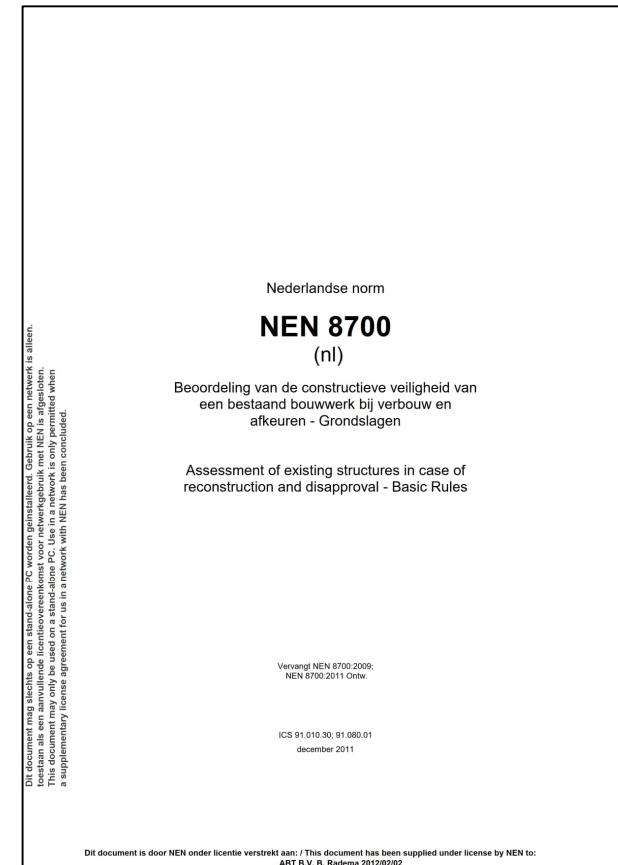 Nederlandse norm
NEN 8700
(nl)
Beoordeling van de constructieve veiligheid van
een bestaand bouwwerk bij verbouw en
afkeuren - Grondslagen
Assessment of existing structures in case of
reconstruction and disapproval - Basic Rules
Vervangt NEN 8700:2009;
NEN 8700:2011 Ontw.
ICS 91.010.30; 91.080.01
december 2011
Dit document mag slechts op een stand-alone PC worden geinstalleerd. Gebruik op een netwerk is alleen.
toestaan als een aanvullende licentieovereenkomst voor netwerkgebruik met NEN is afgesloten.
This document may only be used on a stand-alone PC. Use in a network is only permitted when
a supplementary license agreement for us in a network with NEN has been concluded.
Dit document is door NEN onder licentie verstrekt aan: / This document has been supplied under license by NEN to:
ABT B.V. B. Radema 2012/02/02